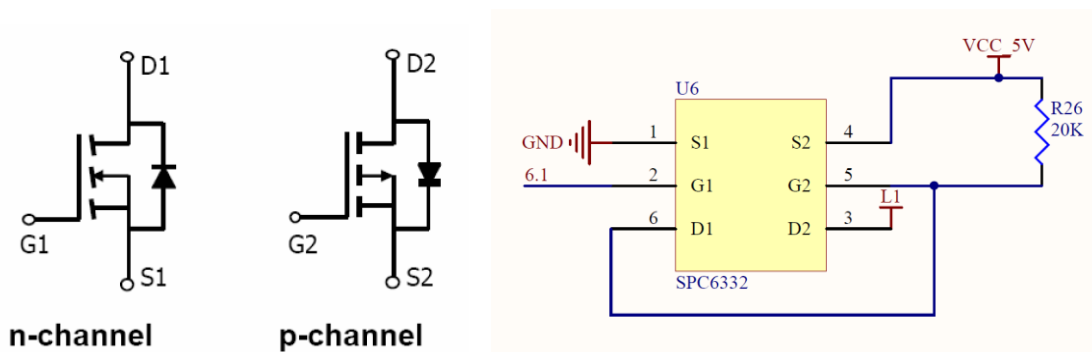 D1
G1
S1
n-channel
D2
G2
S2
p-channel
VCC_5V
U6
R26
20K
GND
1
S1
S2
4
6.1
2
G1
G2
5
L1
6
D1
D2
3
SPC6332